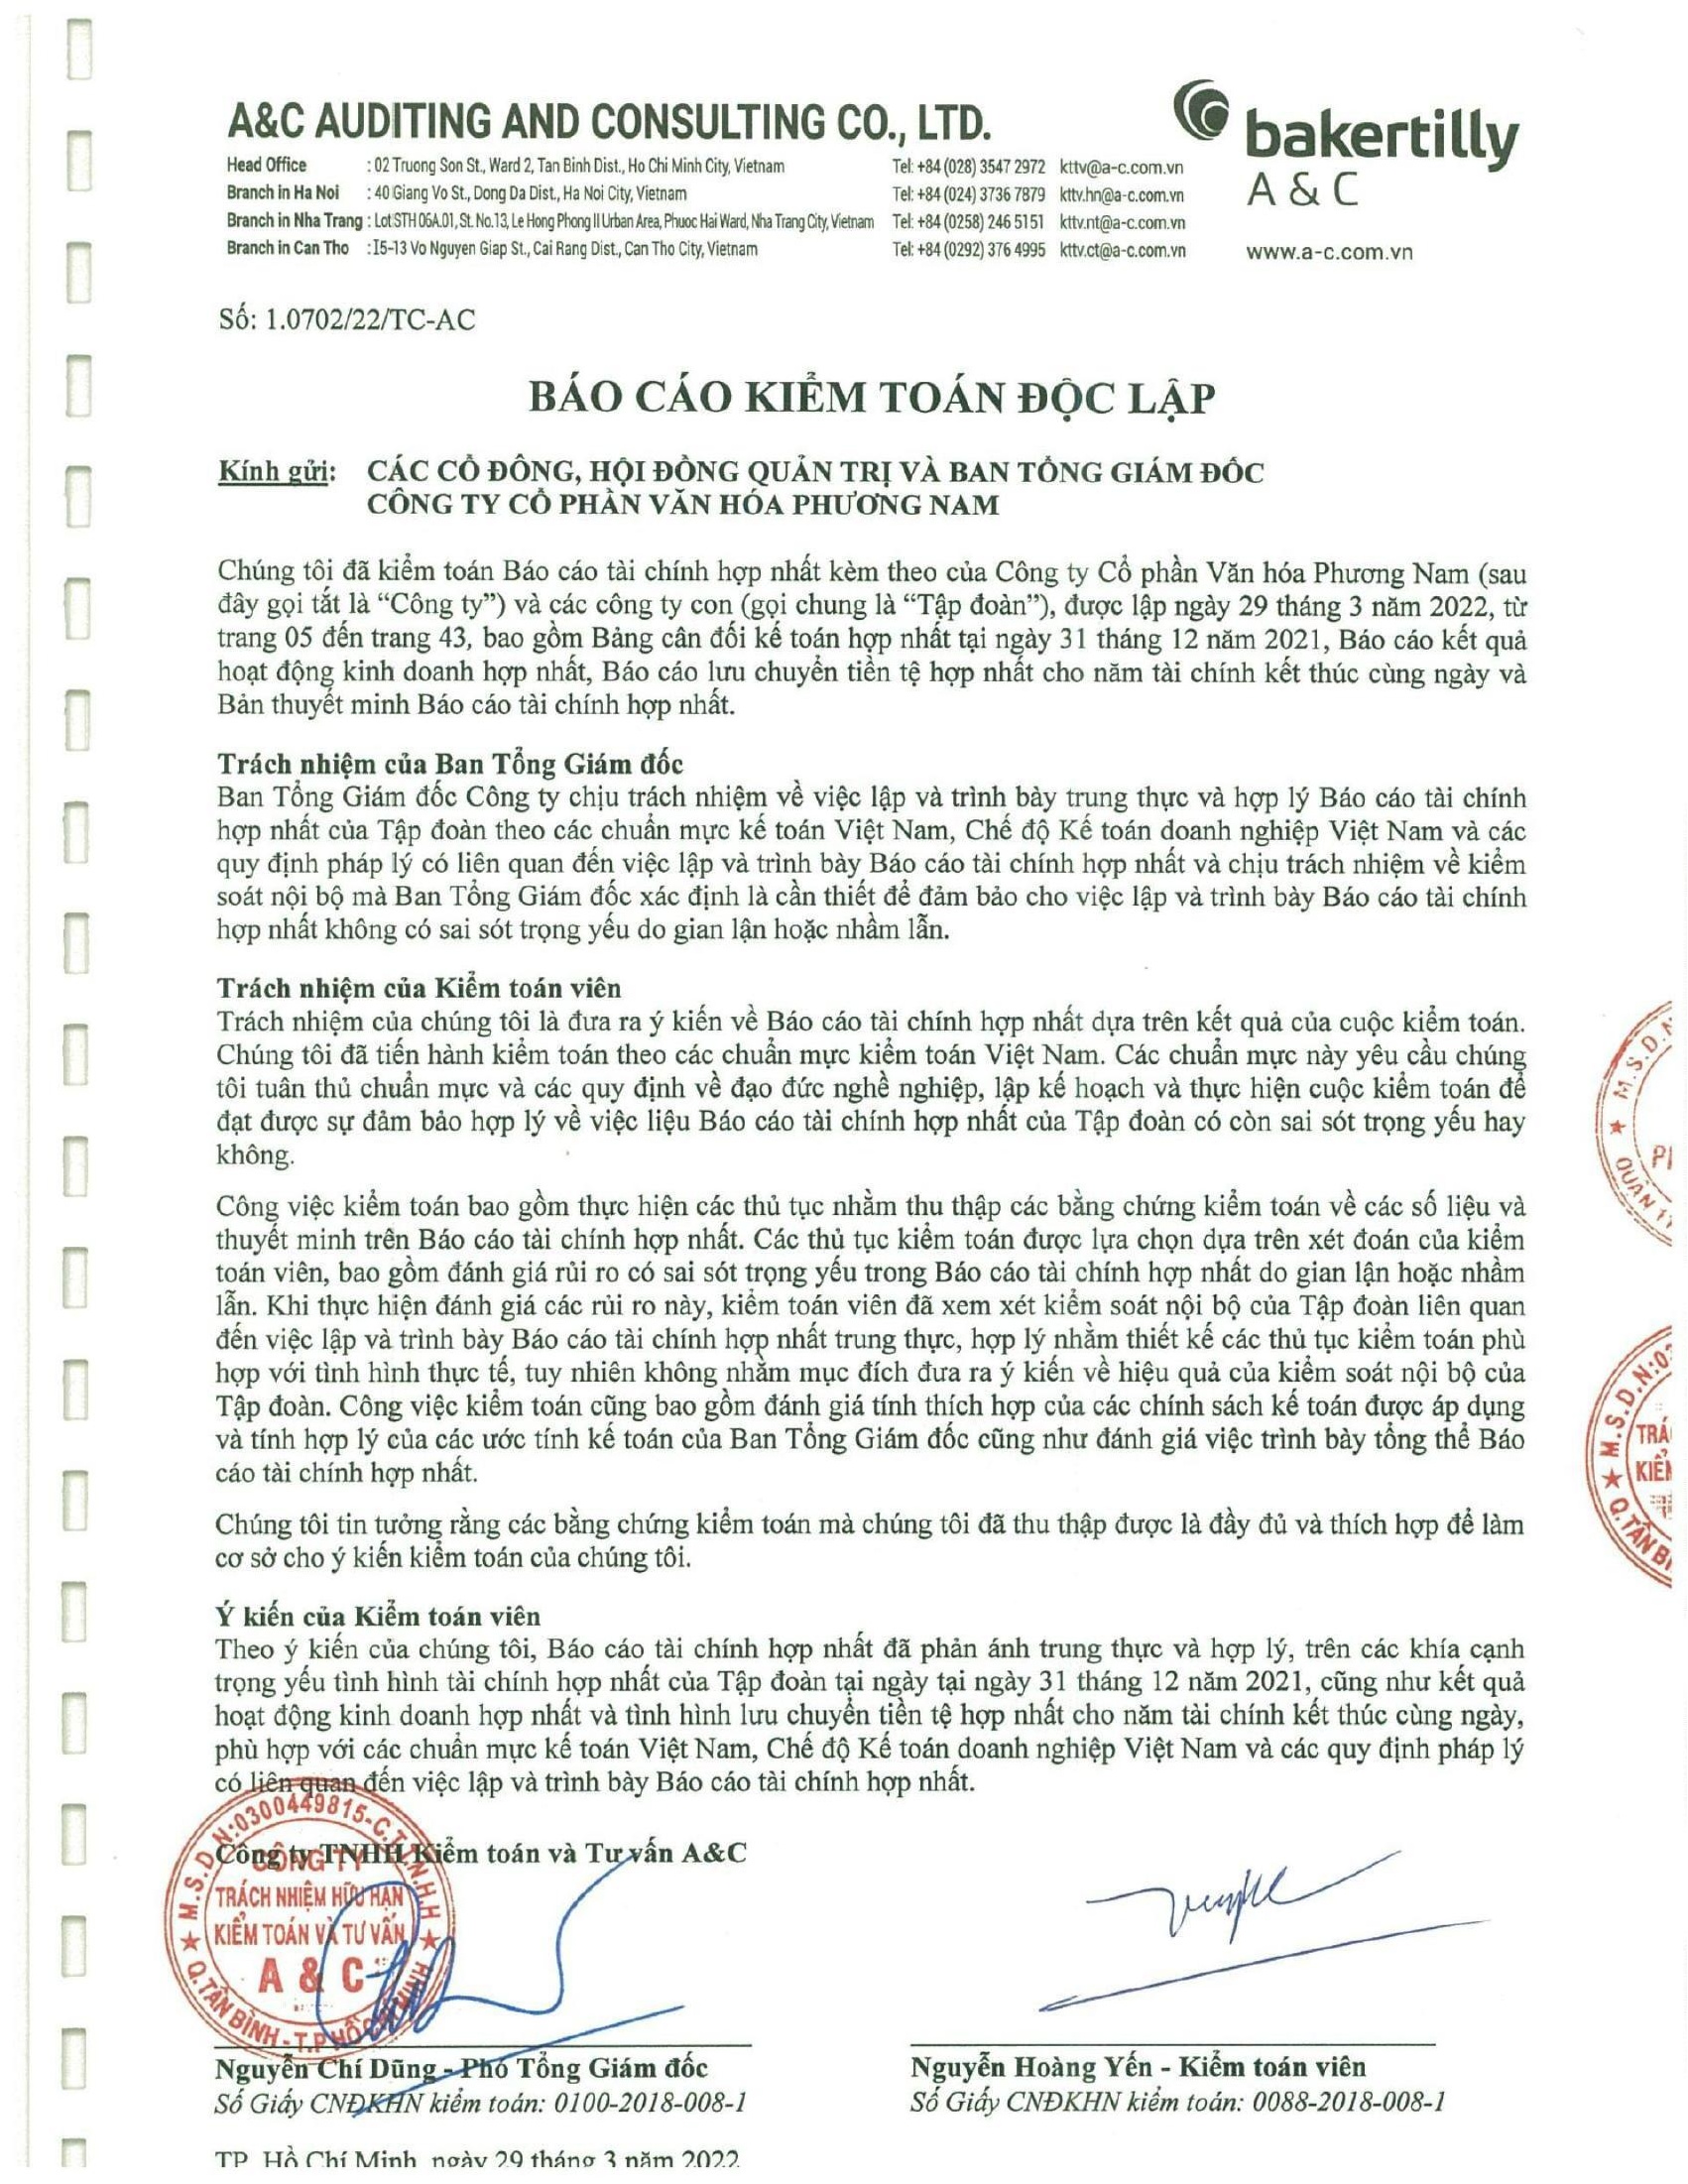 A&C AUDITING AND CONSULTING CO., LTD.
bakertilly
A & C
Head Office : 02 Truong Son St., Ward 2, Tan Binh Dist., Ho Chi Minh City, Vietnam Tel: +84 (028) 3547 2972 kttv@a-c.com.vn
Branch in Ha Noi : 40 Giang Vo St., Dong Da Dist., Ha Noi City, Vietnam Tel: +84 (024) 3736 7879 kttv.hn@a-c.com.vn
Branch in Nha Trang : Lot STH 06A.01, St. No.13, Le Hong Phong II Urban Area, Phuoc Hai Ward, Nha Trang City, Vietnam Tel: +84 (0258) 246 5151 kttv.nt@a-c.com.vn
Branch in Can Tho : I5-13 Vo Nguyen Giap St., Cai Rang Dist., Can Tho City, Vietnam Tel: +84 (0292) 376 4995 kttv.ct@a-c.com.vn
www.a-c.com.vn
Số: 1.0702/22/TC-AC
BÁO CÁO KIỂM TOÁN ĐỘC LẬP
Kính gửi: CÁC CỔ ĐÔNG, HỘI ĐỒNG QUẢN TRỊ VÀ BAN TỔNG GIÁM ĐỐC
CÔNG TY CỔ PHẦN VĂN HÓA PHƯƠNG NAM
Chúng tôi đã kiểm toán Báo cáo tài chính hợp nhất kèm theo của Công ty Cổ phần Văn hóa Phương Nam (sau
đây gọi tắt là “Công ty”) và các công ty con (gọi chung là “Tập đoàn”), được lập ngày 29 tháng 3 năm 2022, từ
trang 05 đến trang 43, bao gồm Bảng cân đối kế toán hợp nhất tại ngày 31 tháng 12 năm 2021, Báo cáo kết quả
hoạt động kinh doanh hợp nhất, Báo cáo lưu chuyển tiền tệ hợp nhất cho năm tài chính kết thúc cùng ngày và
Bản thuyết minh Báo cáo tài chính hợp nhất.
Trách nhiệm của Ban Tổng Giám đốc
Ban Tổng Giám đốc Công ty chịu trách nhiệm về việc lập và trình bày trung thực và hợp lý Báo cáo tài chính
hợp nhất của Tập đoàn theo các chuẩn mực kế toán Việt Nam, Chế độ Kế toán doanh nghiệp Việt Nam và các
quy định pháp lý có liên quan đến việc lập và trình bày Báo cáo tài chính hợp nhất và chịu trách nhiệm về kiểm
soát nội bộ mà Ban Tổng Giám đốc xác định là cần thiết để đảm bảo cho việc lập và trình bày Báo cáo tài chính
hợp nhất không có sai sót trọng yếu do gian lận hoặc nhầm lẫn.
Trách nhiệm của Kiểm toán viên
Trách nhiệm của chúng tôi là đưa ra ý kiến về Báo cáo tài chính hợp nhất dựa trên kết quả của cuộc kiểm toán.
Chúng tôi đã tiến hành kiểm toán theo các chuẩn mực kiểm toán Việt Nam. Các chuẩn mực này yêu cầu chúng
tôi tuân thủ chuẩn mực và các quy định về đạo đức nghề nghiệp, lập kế hoạch và thực hiện cuộc kiểm toán để
đạt được sự đảm bảo hợp lý về việc liệu Báo cáo tài chính hợp nhất của Tập đoàn có còn sai sót trọng yếu hay
không.
Công việc kiểm toán bao gồm thực hiện các thủ tục nhằm thu thập các bằng chứng kiểm toán về các số liệu và
thuyết minh trên Báo cáo tài chính hợp nhất. Các thủ tục kiểm toán được lựa chọn dựa trên xét đoán của kiểm
toán viên, bao gồm đánh giá rủi ro có sai sót trọng yếu trong Báo cáo tài chính hợp nhất do gian lận hoặc nhầm
lẫn. Khi thực hiện đánh giá các rủi ro này, kiểm toán viên đã xem xét kiểm soát nội bộ của Tập đoàn liên quan
đến việc lập và trình bày Báo cáo tài chính hợp nhất trung thực, hợp lý nhằm thiết kế các thủ tục kiểm toán phù
hợp với tình hình thực tế, tuy nhiên không nhằm mục đích đưa ra ý kiến về hiệu quả của kiểm soát nội bộ của
Tập đoàn. Công việc kiểm toán cũng bao gồm đánh giá tính thích hợp của các chính sách kế toán được áp dụng
và tính hợp lý của các ước tính kế toán của Ban Tổng Giám đốc cũng như đánh giá việc trình bày tổng thể Báo
cáo tài chính hợp nhất.
Chúng tôi tin tưởng rằng các bằng chứng kiểm toán mà chúng tôi đã thu thập được là đầy đủ và thích hợp để làm
cơ sở cho ý kiến kiểm toán của chúng tôi.
Ý kiến của Kiểm toán viên
Theo ý kiến của chúng tôi, Báo cáo tài chính hợp nhất đã phản ánh trung thực và hợp lý, trên các khía cạnh
trọng yếu tình hình tài chính hợp nhất của Tập đoàn tại ngày tại ngày 31 tháng 12 năm 2021, cũng như kết quả
hoạt động kinh doanh hợp nhất và tình hình lưu chuyển tiền tệ hợp nhất cho năm tài chính kết thúc cùng ngày,
phù hợp với các chuẩn mực kế toán Việt Nam, Chế độ Kế toán doanh nghiệp Việt Nam và các quy định pháp lý
có liên quan đến việc lập và trình bày Báo cáo tài chính hợp nhất.
Công ty TNHH Kiểm toán và Tư vấn A&C
M.S.D.N:0300449815-C.T.T.N.H.H
CÔNG TY
TRÁCH NHIỆM HỮU HẠN
KIỂM TOÁN VÀ TƯ VẤN
A & C
Q.TÂN BÌNH-T.P HỒ CHÍ MINH
Nguyễn Chí Dũng - Phó Tổng Giám đốc
Số Giấy CNĐKHN kiểm toán: 0100-2018-008-1
Nguyễn Hoàng Yến - Kiểm toán viên
Số Giấy CNĐKHN kiểm toán: 0088-2018-008-1
TP. Hồ Chí Minh, ngày 29 tháng 3 năm 2022